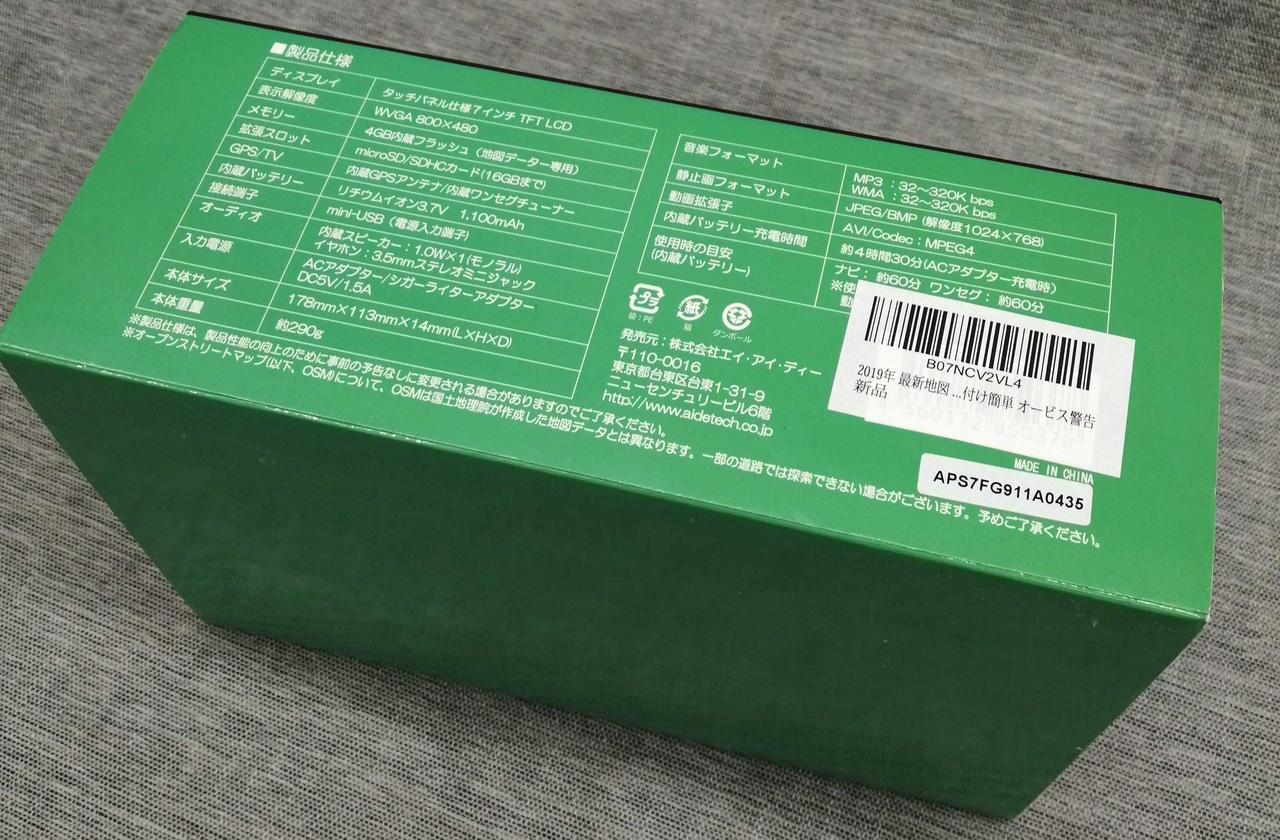 ■製品仕様
ディスプレイ タッチパネル仕様7インチ TFT LCD
表示解像度 WVGA 800×480
メモリー 4GB内蔵フラッシュ（地図データー専用）
拡張スロット microSD/SDHCカード(16GBまで)
GPS/TV 内蔵GPSアンテナ/内蔵ワンセグチューナー
内蔵バッテリー リチウムイオン3.7V 1,100mAh
接続端子 mini-USB（電源入力端子)
オーディオ 内蔵スピーカー：1.0W×1(モノラル)
イヤホン：3.5mmステレオミニジャック
入力電源 ACアダプター/シガーライターアダプター
DC5V/1.5A
本体サイズ 178mm×113mm×14mm(L×H×D)
本体重量 約290g
※製品仕様は、製品性能の向上のために事前の予告なしに変更される場合がありますのでご了承ください。
※オープンストリートマップ(以下、OSM)について、OSMは国土地理院が作成した地図データとは異なります。一部の道路では探索できない場合がございます。予めご了承ください。
音楽フォーマット MP3 ：32～320K bps
WMA ：32～320K bps
静止画フォーマット JPEG/BMP (解像度1024×768)
動画拡張子 AVI/Codec：MPEG4
内蔵バッテリー充電時間 約４時間30分(ACアダプター充電時）
使用時の目安 ナビ： 約60分 ワンセグ： 約60分
(内蔵バッテリー) ※使
動
プラ 紙 ダンボール
袋：PE 箱
発売元：株式会社エイ・アイ・ディー
〒110-0016
東京都台東区台東1-31-9
ニューセンチュリービル6階
http://www.aidetech.co.jp
B07NCV2VL4
2019年 最新地図 ...付け簡単 オービス警告
新品
4 560172 850378
MADE IN CHINA
APS7FG911A0435